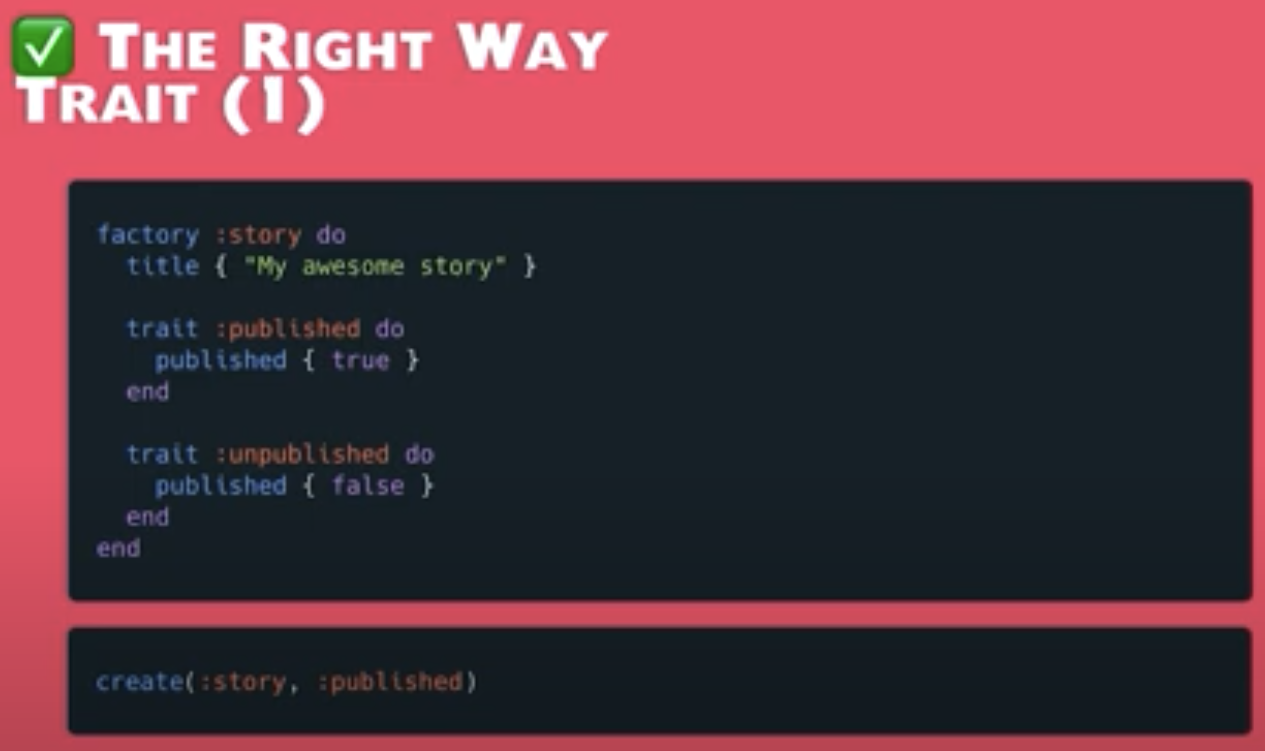 ✅ THE RIGHT WAY
TRAIT (1)
factory :story do
  title { "My awesome story" }
  trait :published do
    published { true }
  end
  trait :unpublished do
    published { false }
  end
end
create(:story, :published)